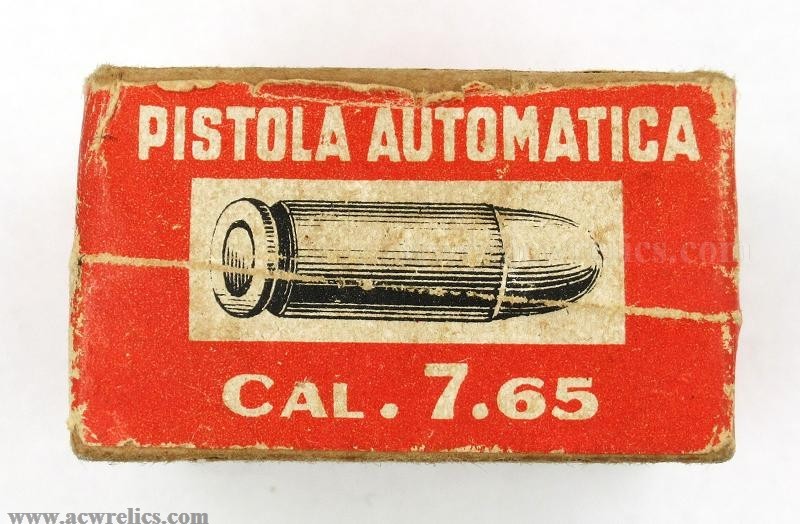 PISTOLA AUTOMATICA
CAL. 7.65
www.acwrelics.com